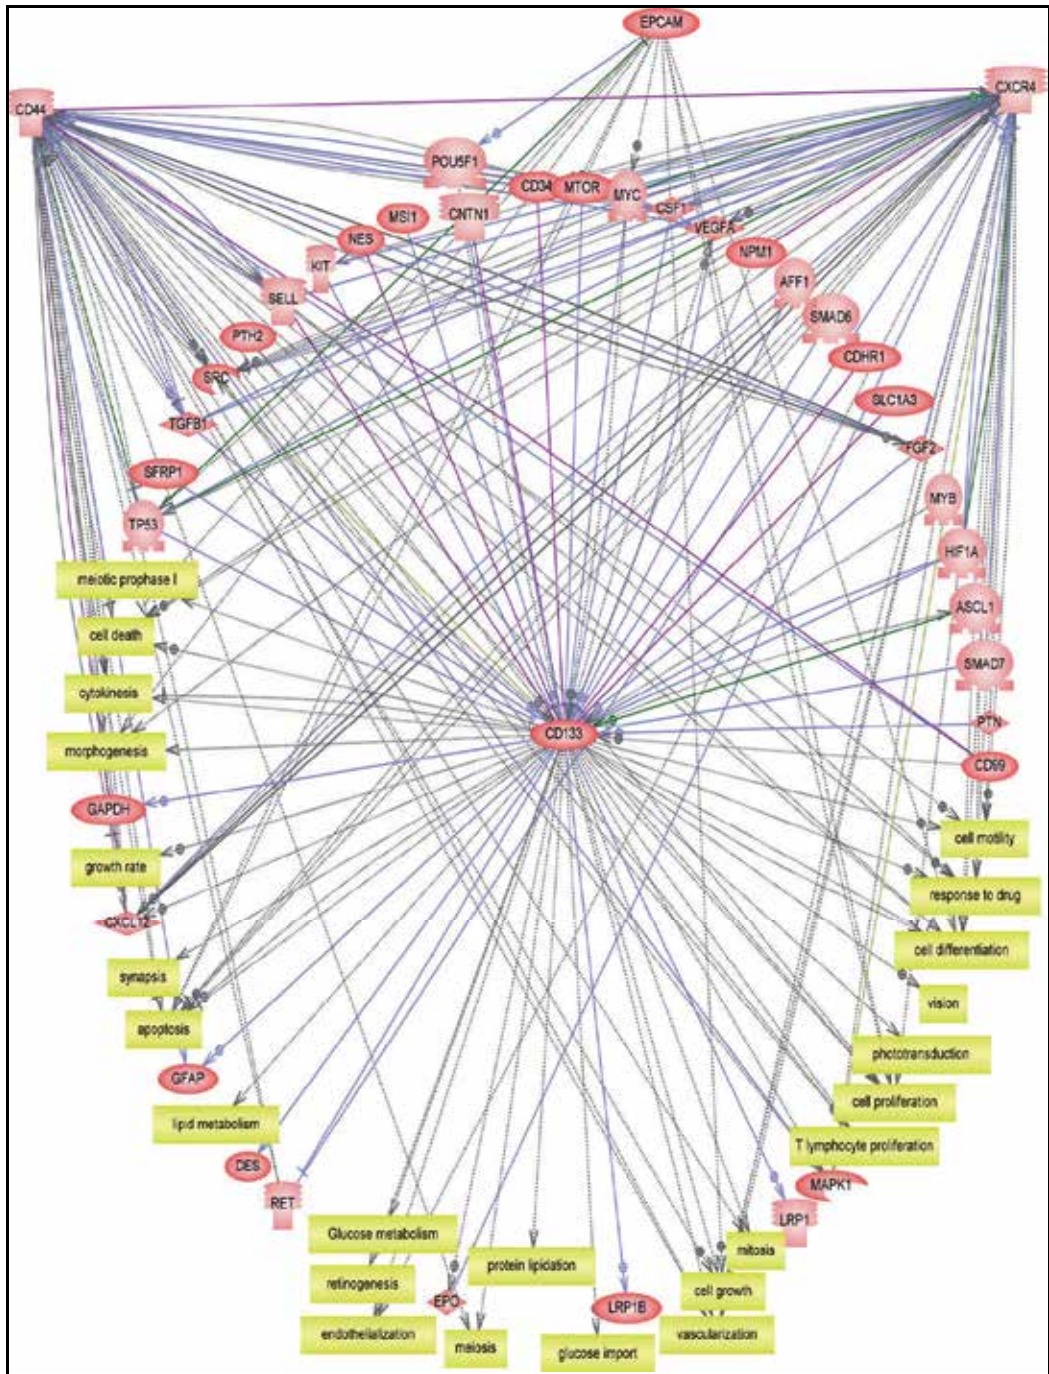 EPCAM
CD44
CXCR4
POU5F1
CD34
MTOR
MYC
CSF1
CNTN1
MSI1
VEGFA
NES
NPM1
KIT
AFF1
SELL
SMAD6
PTH2
CDHR1
SRC
SLC1A3
TGFB1
FGF2
SFRP1
MYB
TP53
HIF1A
meiotic prophase I
ASCL1
cell death
SMAD7
cytokinesis
PTN
CD133
morphogenesis
CD99
GAPDH
cell motility
growth rate
response to drug
CXCL12
cell differentiation
synapsis
vision
apoptosis
phototransduction
GFAP
cell proliferation
lipid metabolism
T lymphocyte proliferation
DES
MAPK1
RET
LRP1
Glucose metabolism
mitosis
protein lipidation
retinogenesis
cell growth
EPO
LRP1B
endothelialization
vascularization
meiosis
glucose import